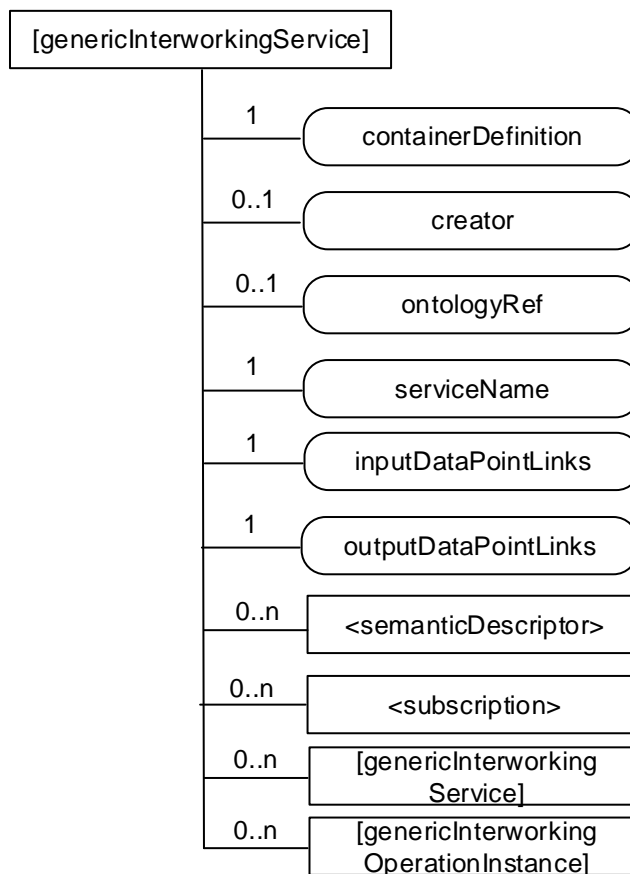 [genericInterworkingService]
1
containerDefinition
0..1
creator
0..1
ontologyRef
1
serviceName
1
inputDataPointLinks
1
outputDataPointLinks
0..n
<semanticDescriptor>
0..n
<subscription>
0..n
[genericInterworking
Service]
0..n
[genericInterworking
OperationInstance]